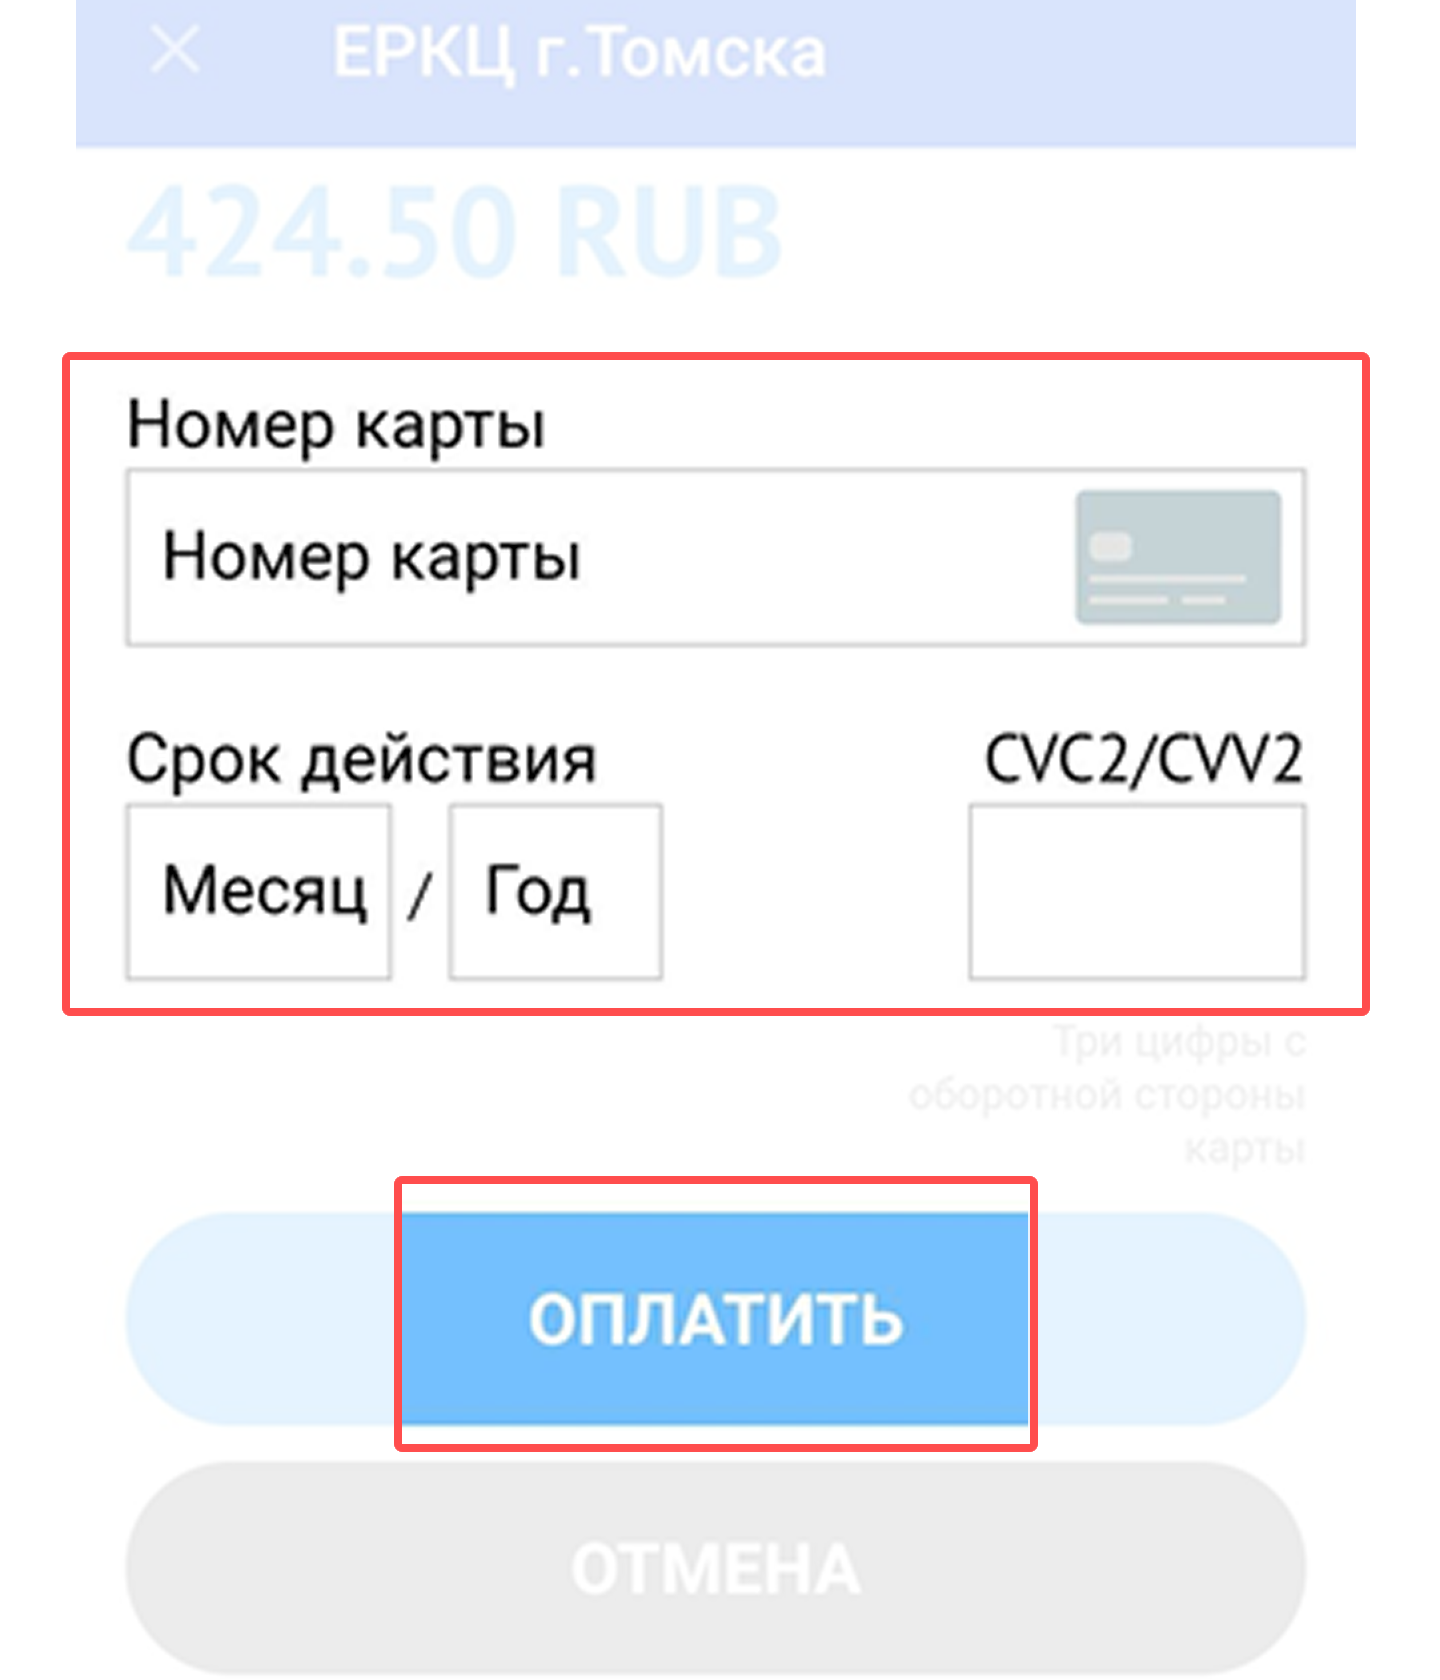 ЕРКЦ г.Томска
424.50 RUB
Номер карты
Номер карты
Срок действия CVC2/CVV2
Месяц / Год
Три цифры с
оборотной стороны
карты
ОПЛАТИТЬ
ОТМЕНА